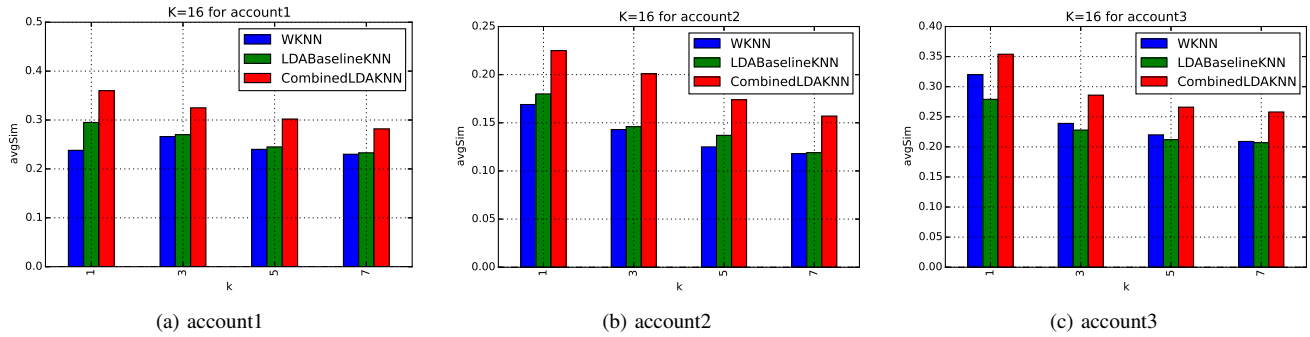 K=16 for account1
0.5
0.4
0.3
0.2
0.1
0.0
avgSim
WKNN
LDABaselineKNN
CombinedLDAKNN
1
3
5
7
k
(a) account1
K=16 for account2
0.25
0.20
0.15
0.10
0.05
0.00
avgSim
WKNN
LDABaselineKNN
CombinedLDAKNN
1
3
5
7
k
(b) account2
K=16 for account3
0.40
0.35
0.30
0.25
0.20
0.15
0.10
0.05
0.00
avgSim
WKNN
LDABaselineKNN
CombinedLDAKNN
1
3
5
7
k
(c) account3